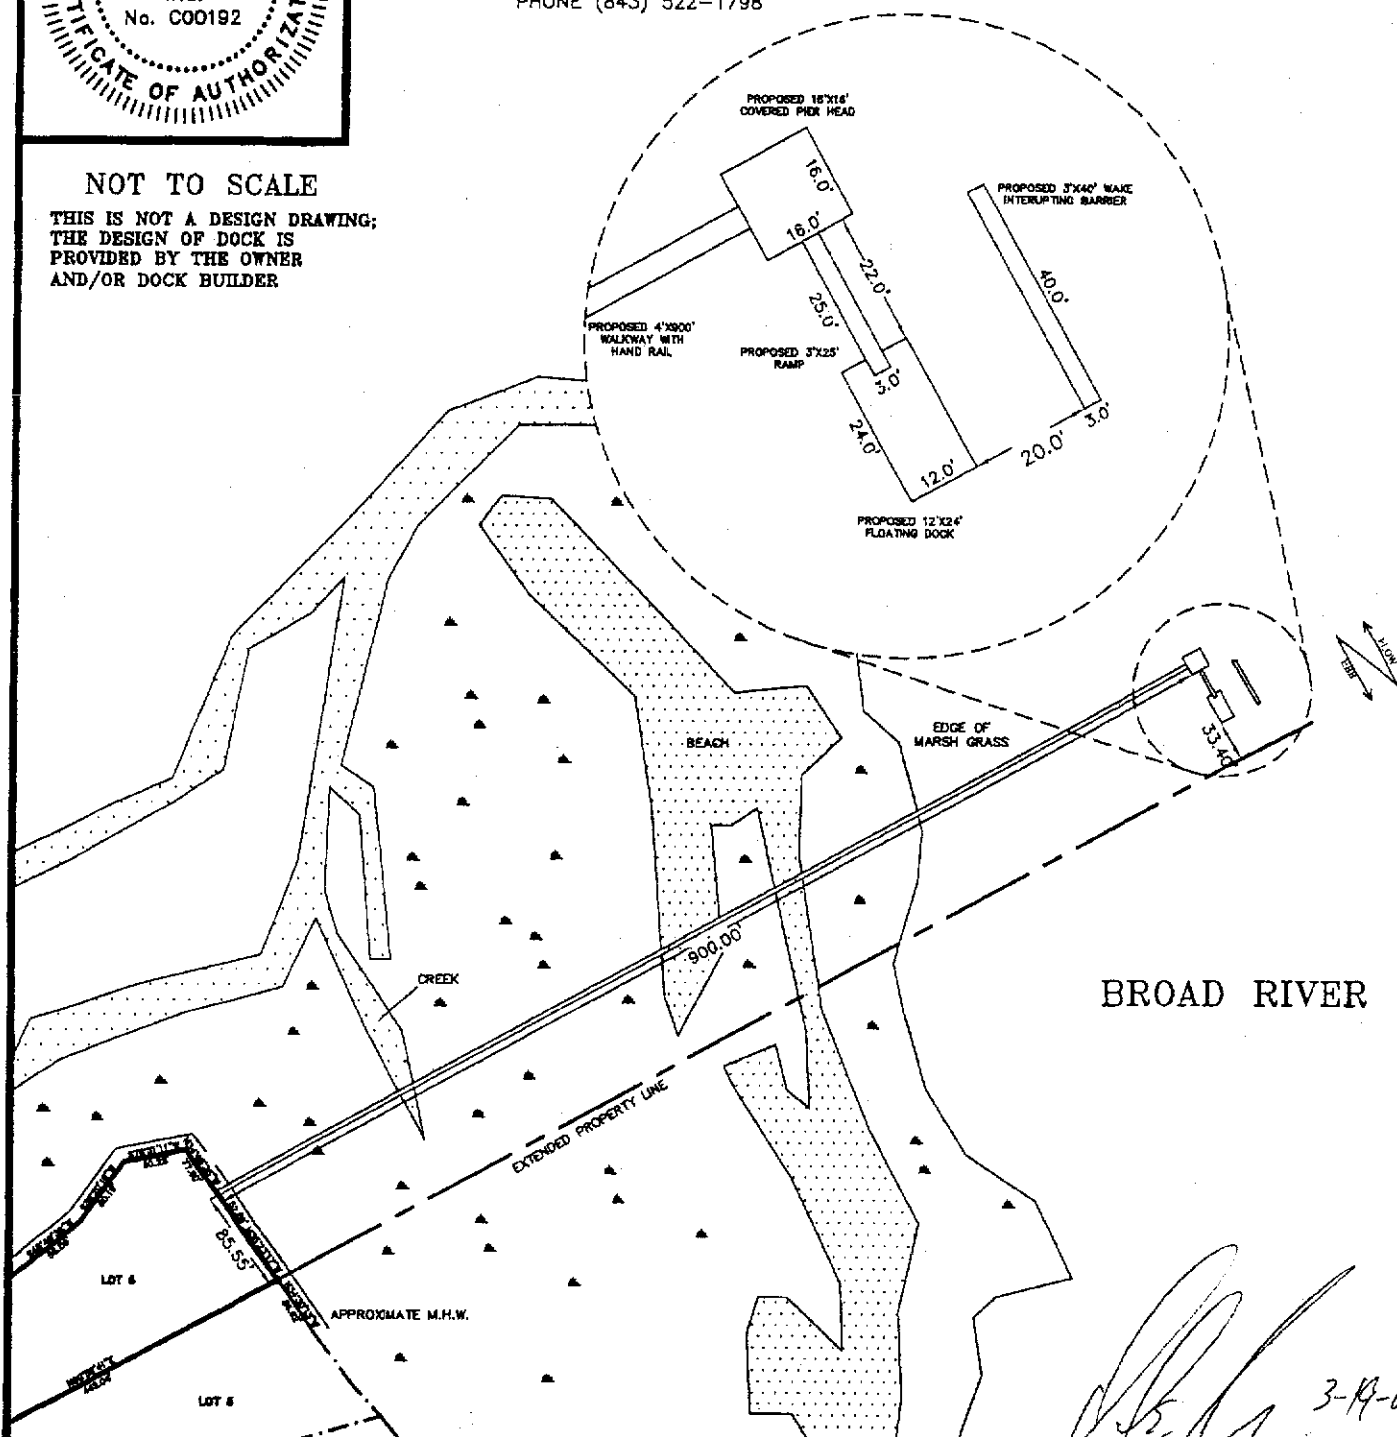 No. C00192
TIFICATE OF AUTHORIZAT
PHONE (843) 522-1798
NOT TO SCALE
THIS IS NOT A DESIGN DRAWING;
THE DESIGN OF DOCK IS
PROVIDED BY THE OWNER
AND/OR DOCK BUILDER
PROPOSED 16'X16'
COVERED PIER HEAD
16.0'
16.0'
PROPOSED 3'X40' WAKE
INTERUPTING BARRIER
22.0'
25.0'
40.0'
PROPOSED 4'X900'
WALKWAY WITH
HAND RAIL
PROPOSED 3'X25'
RAMP
3.0'
24.0'
12.0'
20.0'
3.0'
PROPOSED 12'X24'
FLOATING DOCK
FLOW
EBB
33.40'
EDGE OF
MARSH GRASS
BEACH
900.00'
CREEK
BROAD RIVER
EXTENDED PROPERTY LINE
85.55'
LOT 6
APPROXIMATE M.H.W.
LOT 5